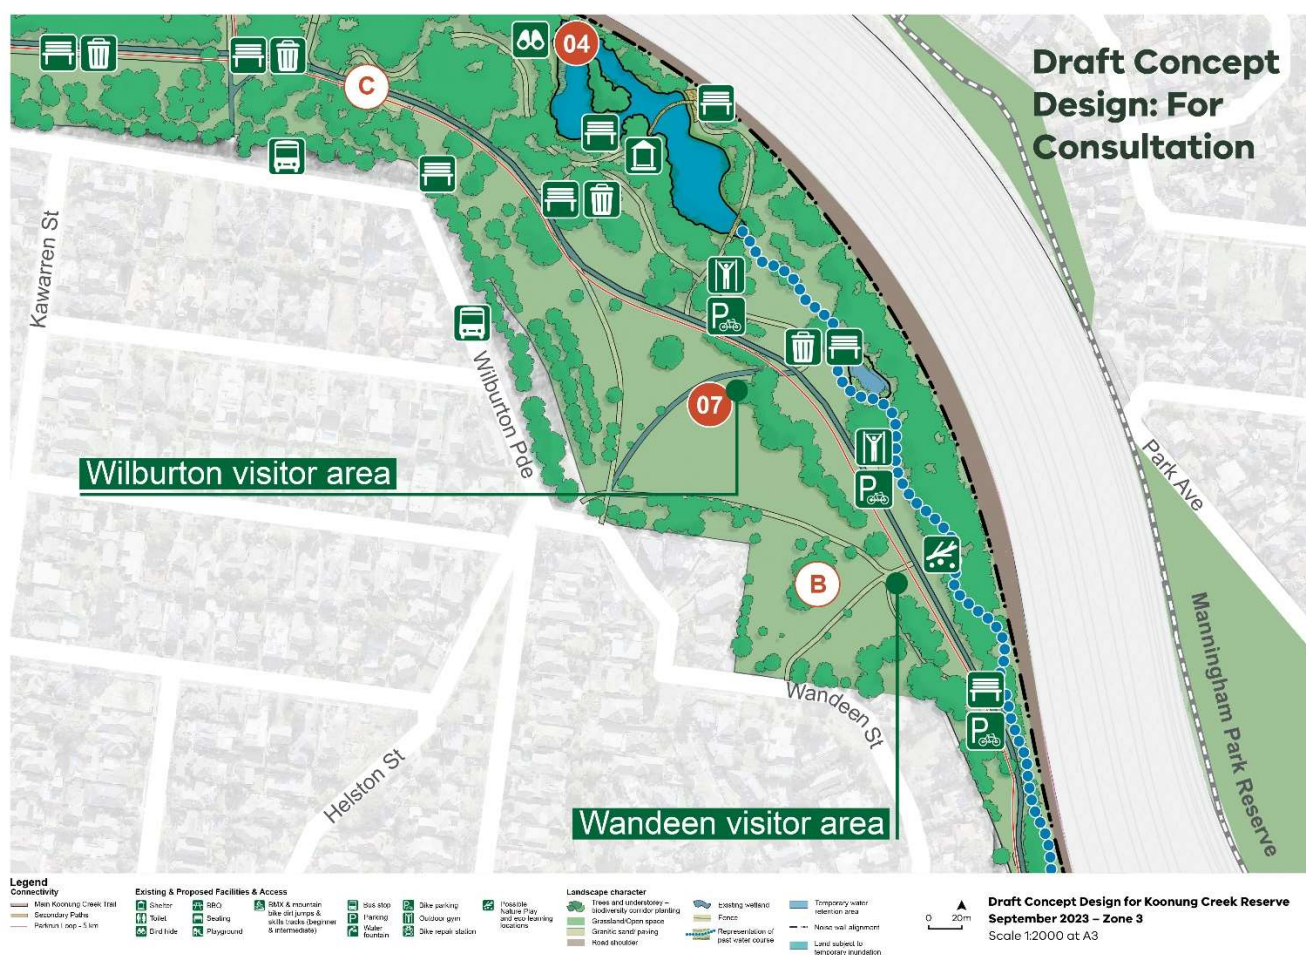 Draft Concept
Design: For
Consultation
04
C
Kawarren St
Wilburton Pde
07
Wilburton visitor area
Park Ave
B
Manningham Park Reserve
Wandeen St
Helston St
Wandeen visitor area
P
P
P
Legend
Connectivity
Main Koonung Creek Trail
Secondary Paths
Parkrun Loop - 5 km
Existing & Proposed Facilities & Access
Shelter
Toilet
Bird hide
BBQ
Seating
Playground
BMX & mountain
bike dirt jumps &
skills tracks (beginner
& intermediate)
Bus stop
Parking
Water
fountain
Bike parking
Outdoor gym
Bike repair station
Possible
Nature Play
and eco learning
locations
Landscape character
Trees and understorey –
biodiversity corridor planting
Grassland/Open space
Granitic sand/ paving
Road shoulder
Existing wetland
Fence
Representation of
past water course
Temporary water
retention area
Noise wall alignment
Land subject to
temporary inundation
0 20m
Draft Concept Design for Koonung Creek Reserve
September 2023 – Zone 3
Scale 1:2000 at A3